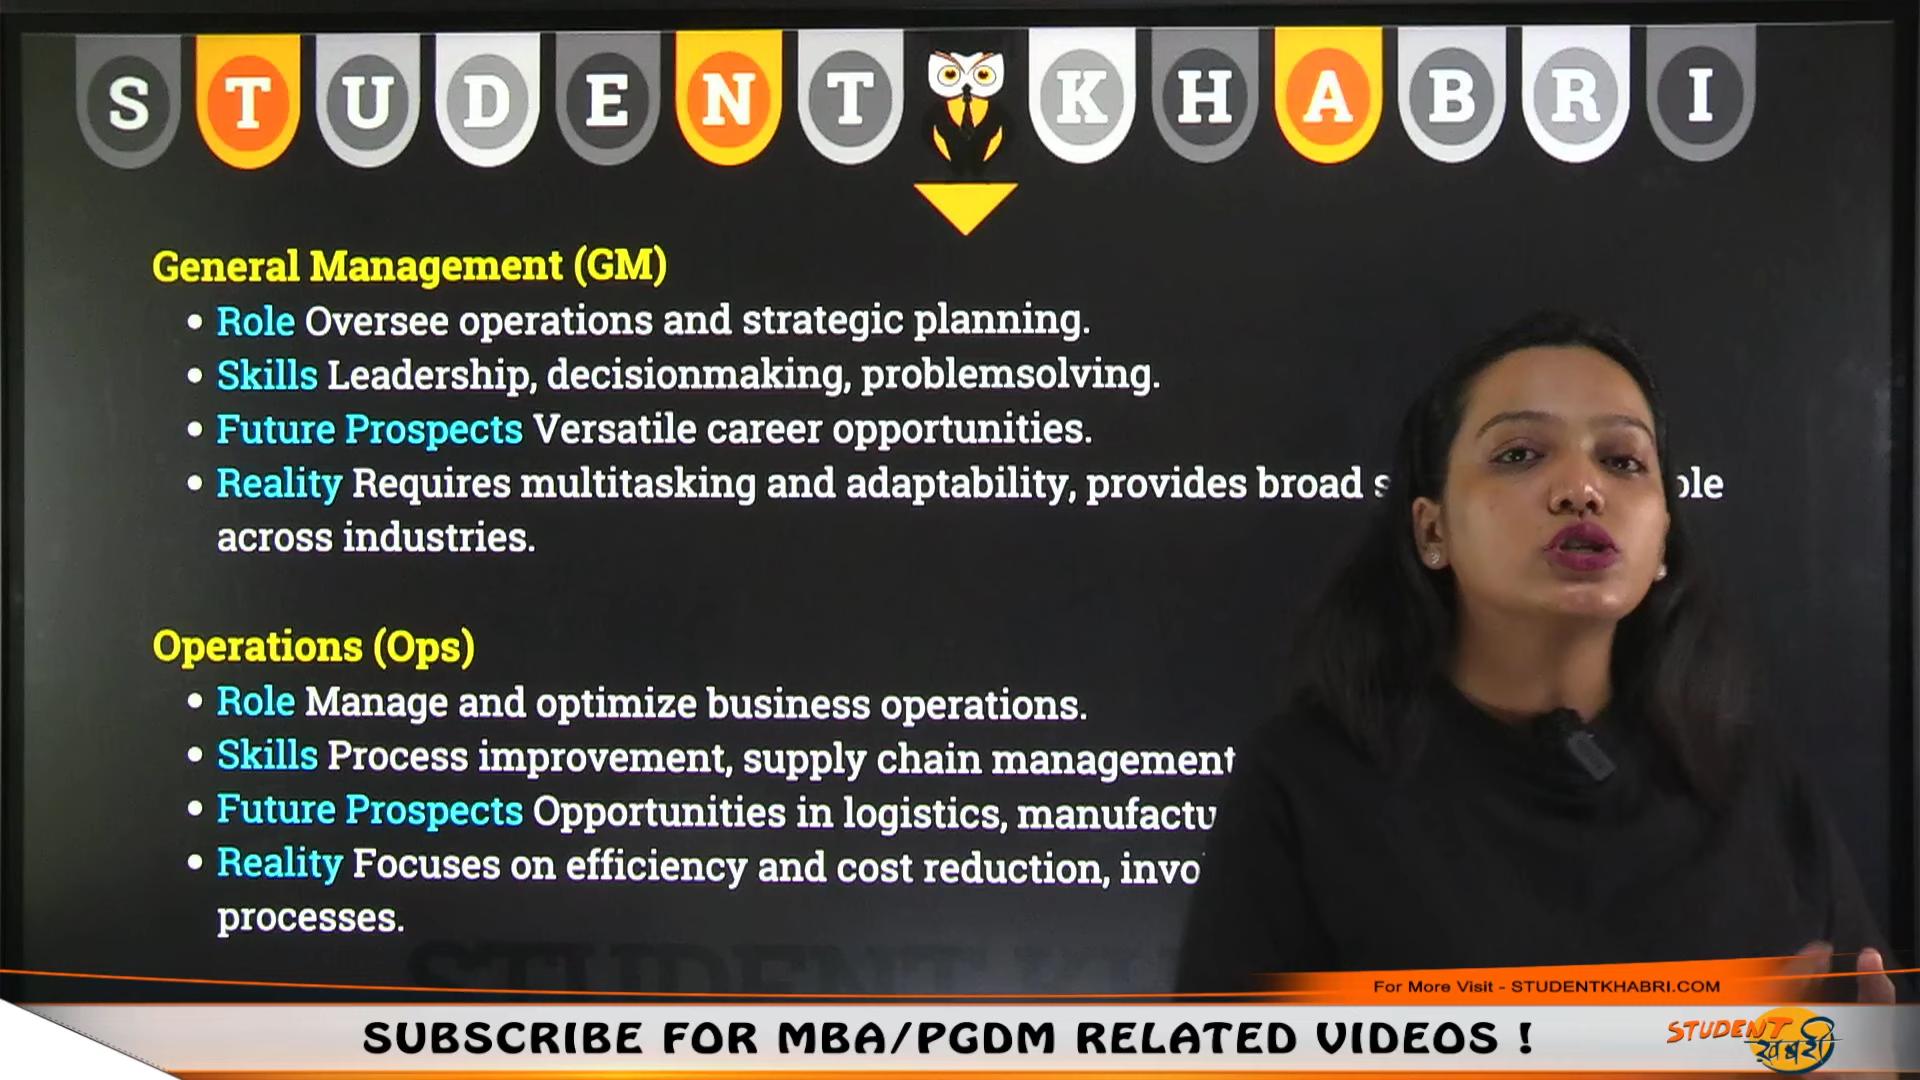 STUDENT KHABRI
General Management (GM)
• Role Oversee operations and strategic planning.
• Skills Leadership, decisionmaking, problemsolving.
• Future Prospects Versatile career opportunities.
• Reality Requires multitasking and adaptability, provides broad
across industries.
Operations (Ops)
• Role Manage and optimize business operations.
• Skills Process improvement, supply chain management
• Future Prospects Opportunities in logistics,
• Reality Focuses on efficiency and cost reduction,
processes.
For More Visit - STUDENTKHABRI.COM
SUBSCRIBE FOR MBA/PGDM RELATED VIDEOS !
STUDENT
खबरी